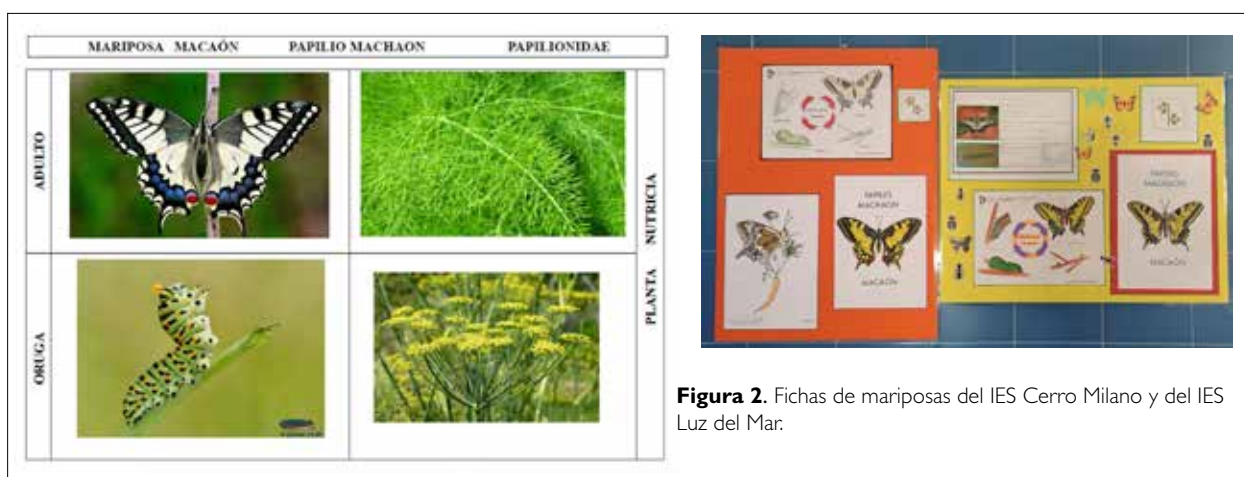 MARIPOSA MACAÓN PAPILIO MACHAON PAPILIONIDAE
ADULTO
NUTRICIA
ORUGA
PLANTA
PAPILIO
MACHAON
MACAÓN
PAPILIO
MACHAON
MACAÓN
Figura 2. Fichas de mariposas del IES Cerro Milano y del IES
Luz del Mar.